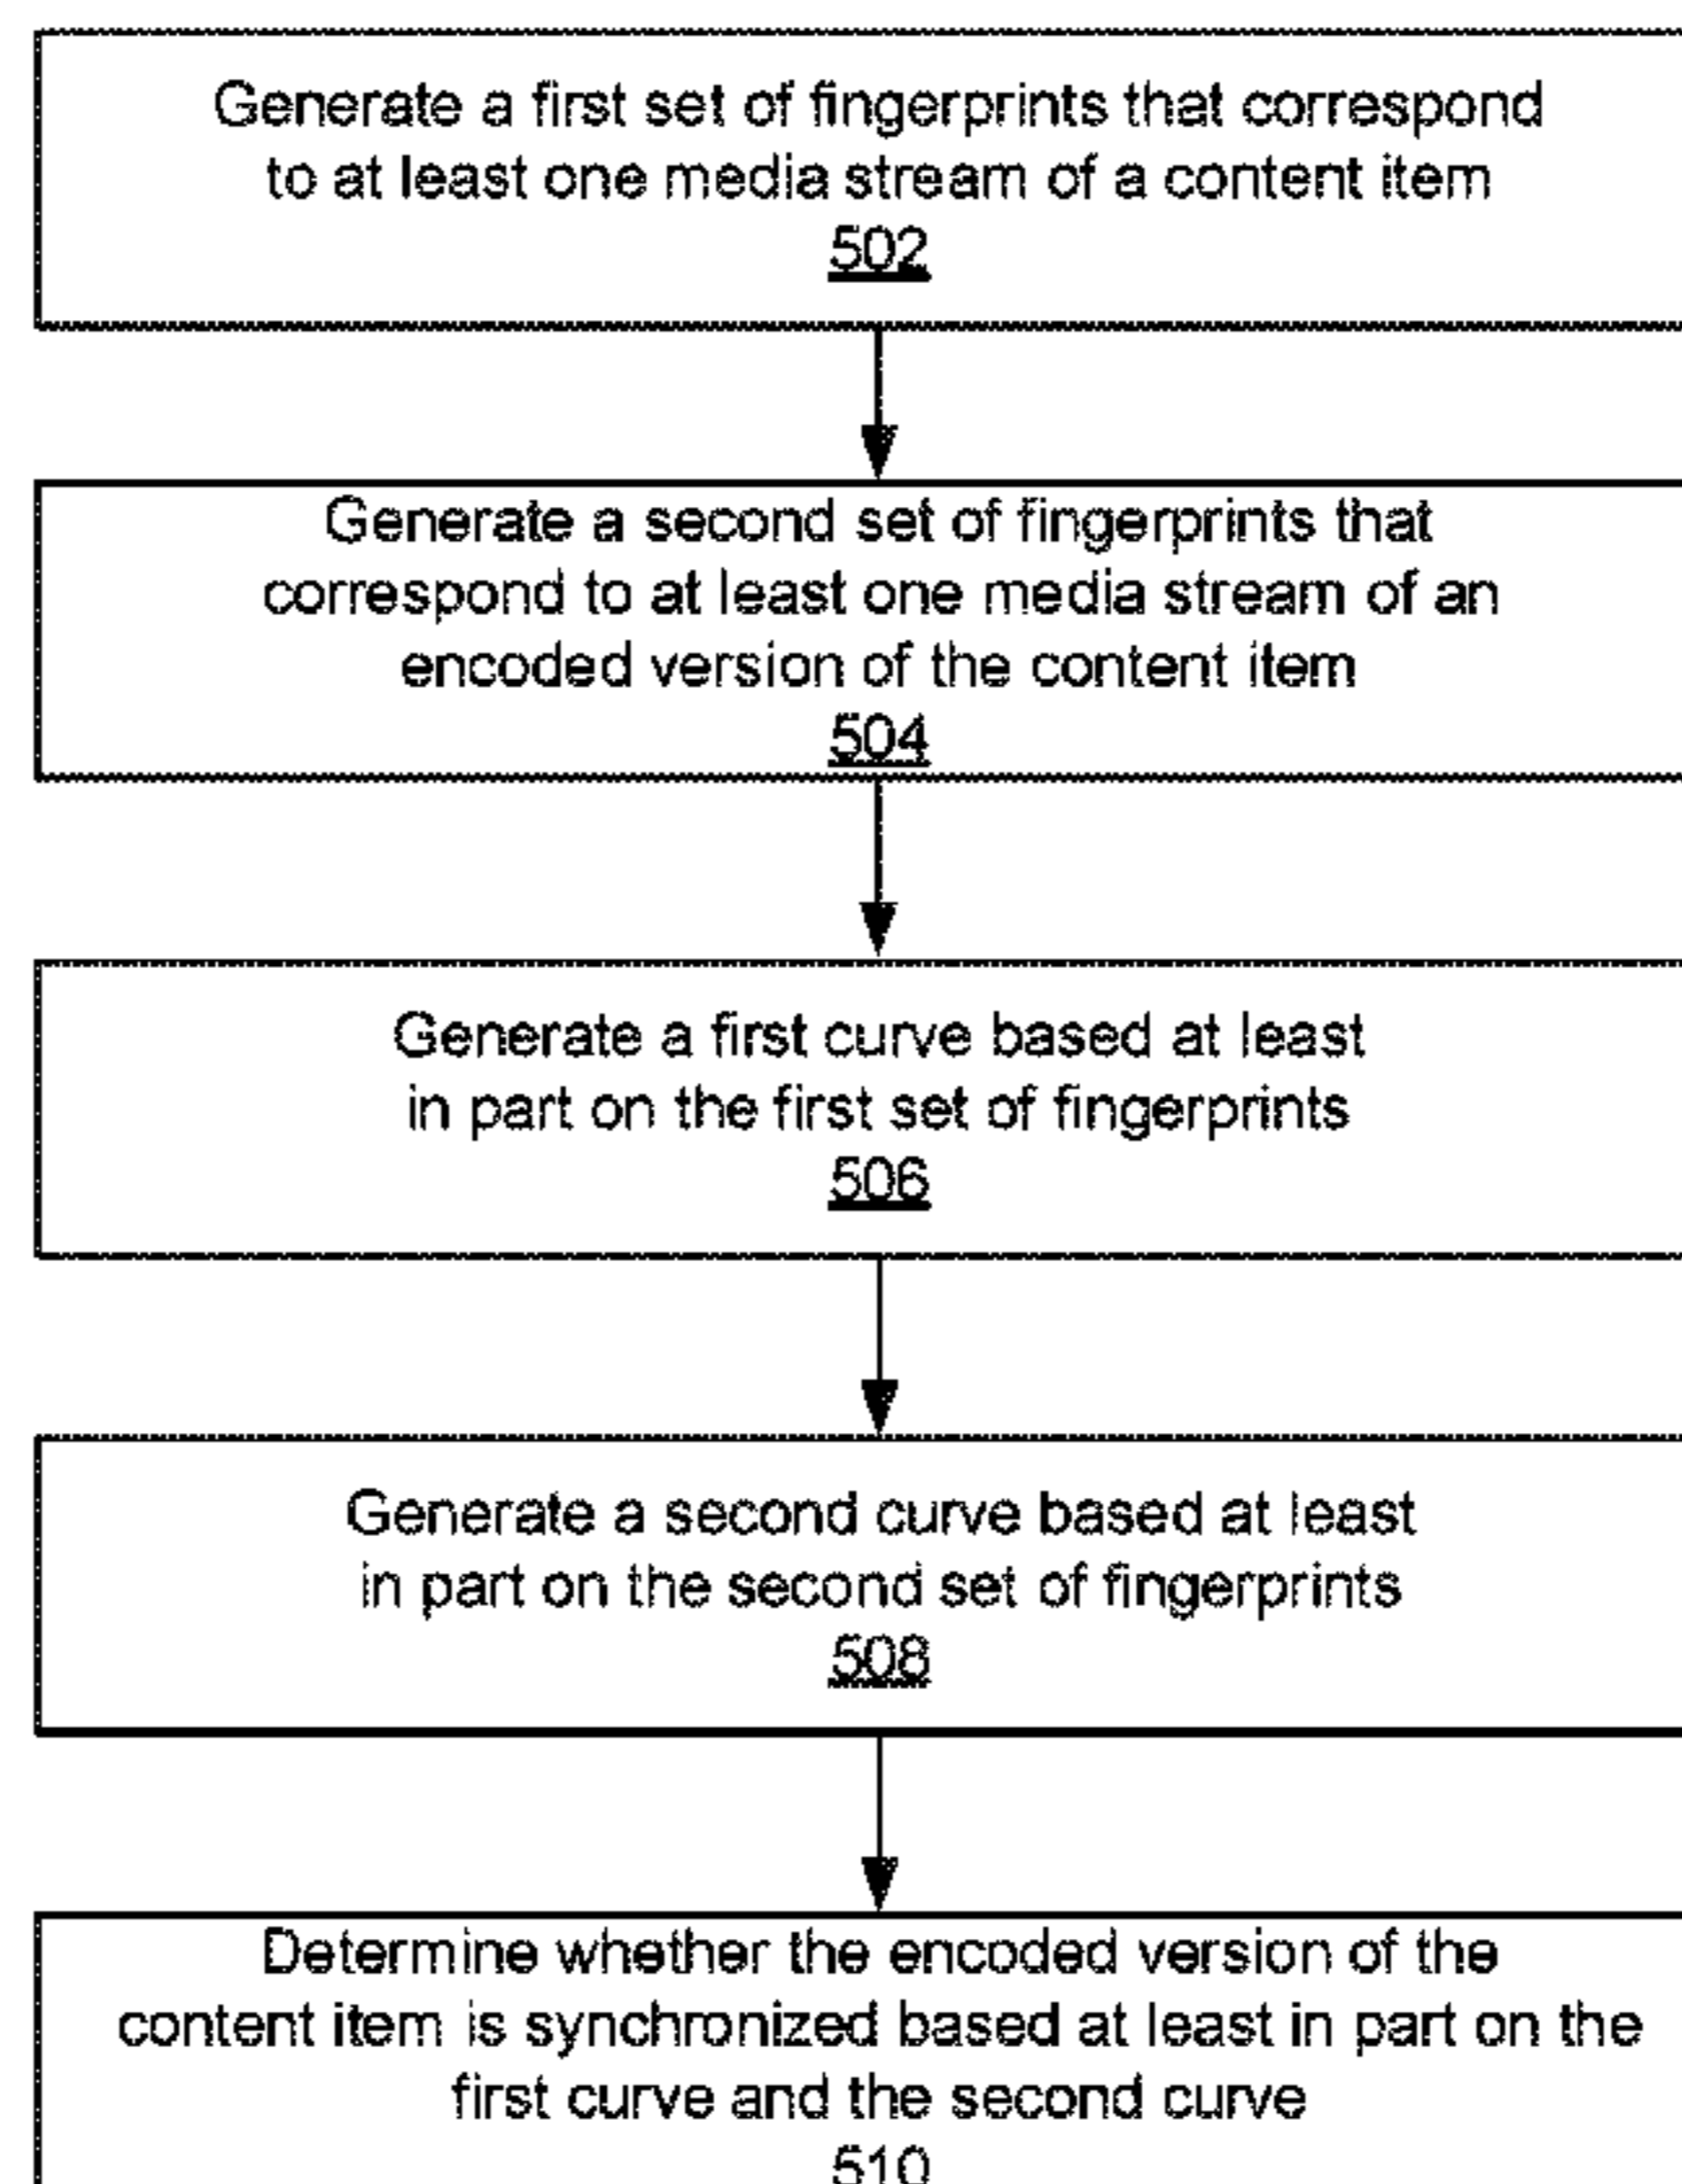 Generate a first set of fingerprints that correspond
to at least one media stream of a content item
502
Generate a second set of fingerprints that
correspond to at least one media stream of an
encoded version of the content item
504
Generate a first curve based at least
in part on the first set of fingerprints
506
Generate a second curve based at least
in part on the second set of fingerprints
508
Determine whether the encoded version of the
content item is synchronized based at least in part on the
first curve and the second curve
510